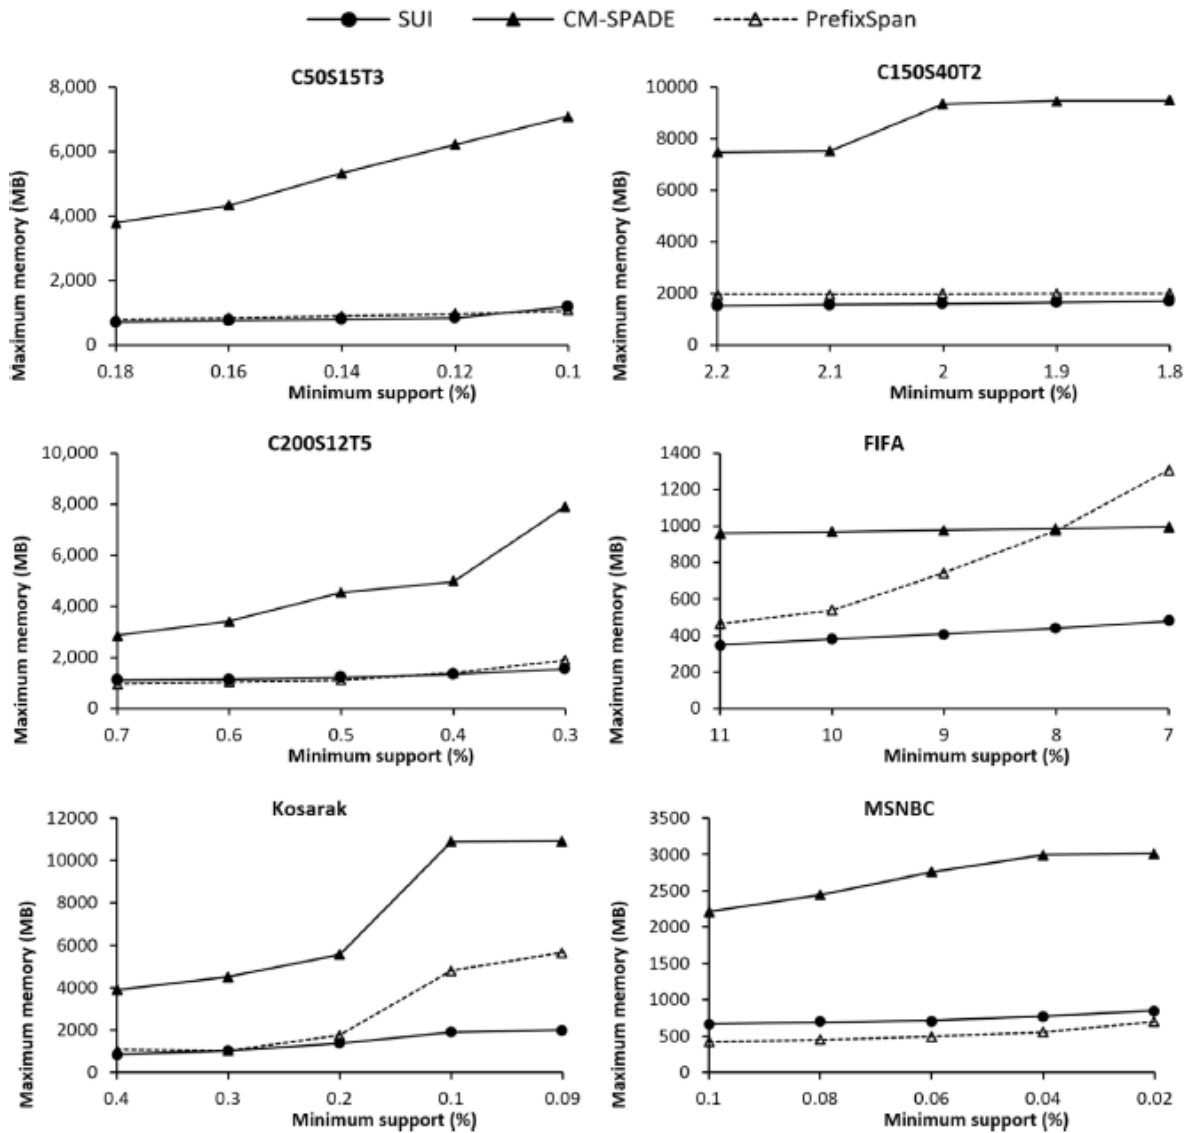 SUI CM-SPADE PrefixSpan
C50S15T3
8,000
6,000
4,000
2,000
0
Maximum memory (MB)
0.18 0.16 0.14 0.12 0.1
Minimum support (%)
C150S40T2
10000
8000
6000
4000
2000
0
Maximum memory (MB)
2.2 2.1 2 1.9 1.8
Minimum support (%)
C200S12T5
10,000
8,000
6,000
4,000
2,000
0
Maximum memory (MB)
0.7 0.6 0.5 0.4 0.3
Minimum support (%)
FIFA
1400
1200
1000
800
600
400
200
0
Maximum memory (MB)
11 10 9 8 7
Minimum support (%)
Kosarak
12000
10000
8000
6000
4000
2000
0
Maximum memory (MB)
0.4 0.3 0.2 0.1 0.09
Minimum support (%)
MSNBC
3500
3000
2500
2000
1500
1000
500
0
Maximum memory (MB)
0.1 0.08 0.06 0.04 0.02
Minimum support (%)